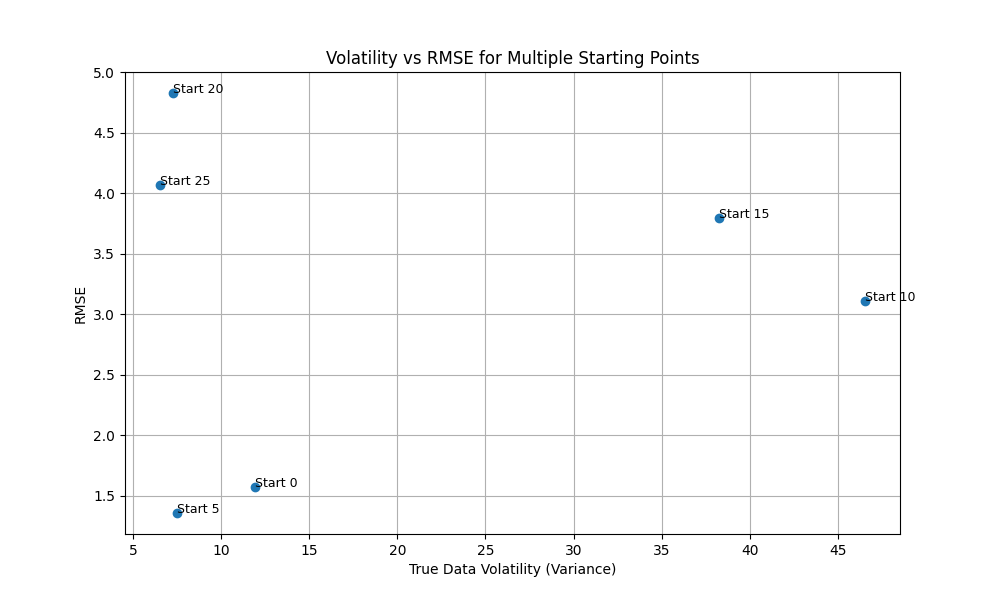 Volatility vs RMSE for Multiple Starting Points
5.0
4.5
4.0
3.5
3.0
2.5
2.0
1.5
RMSE
Start 20
Start 25
Start 15
Start 10
Start 0
Start 5
5 10 15 20 25 30 35 40 45
True Data Volatility (Variance)